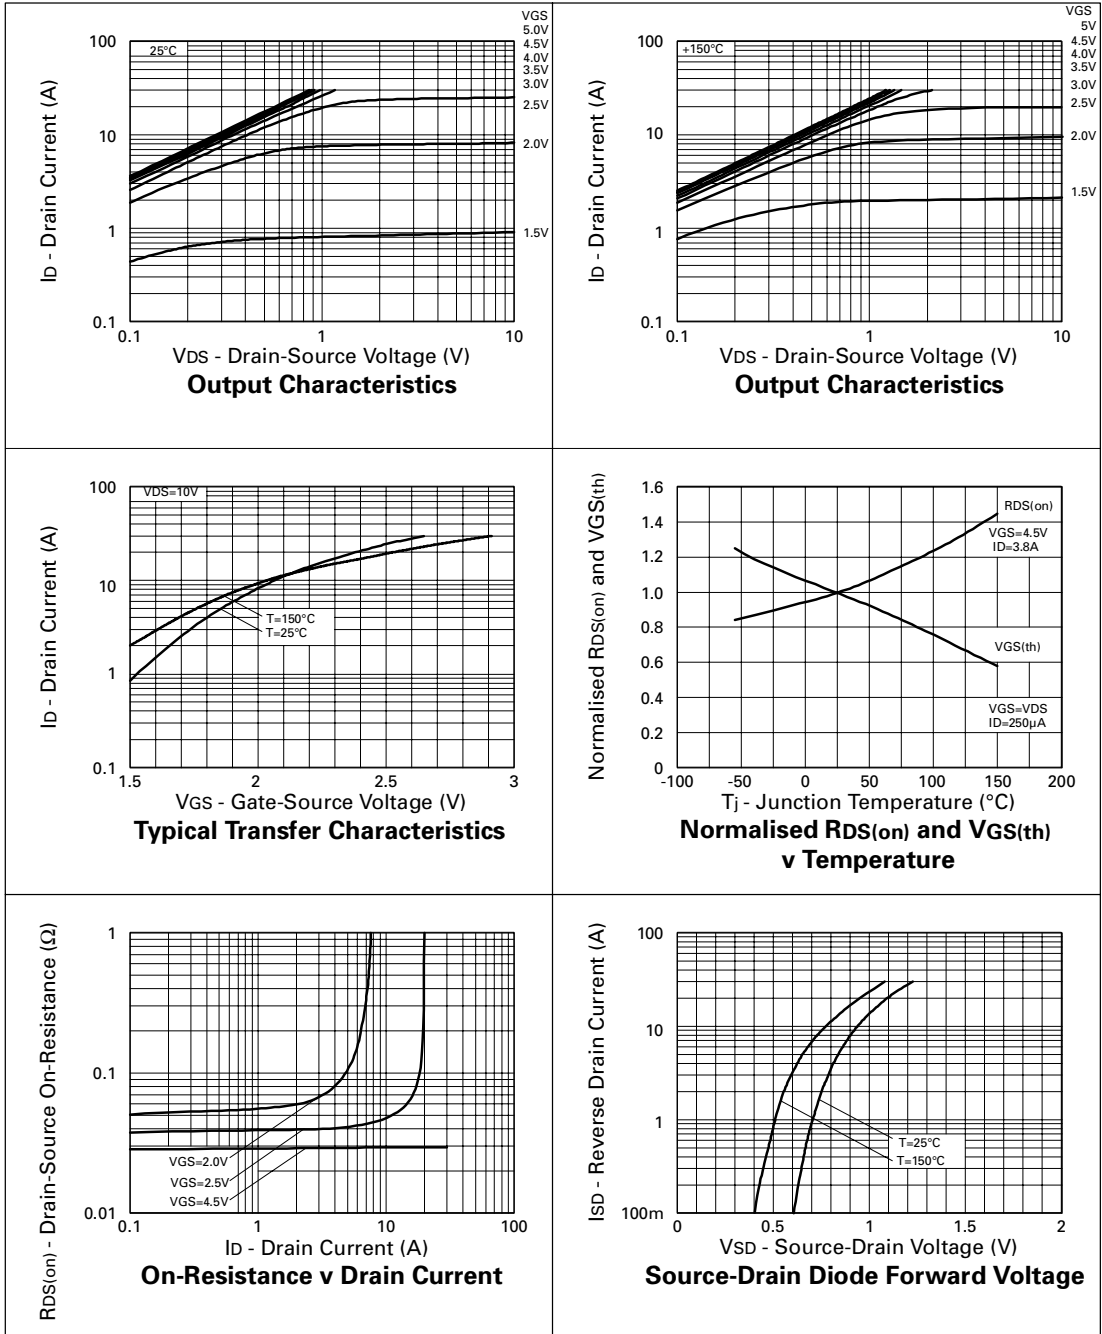 VGS
5.0V
4.5V
4.0V
3.5V
3.0V
2.5V
2.0V
1.5V
25°C
100
10
1
0.1
0.1
1
10
ID - Drain Current (A)
VDS - Drain-Source Voltage (V)
Output Characteristics
VGS
5V
4.5V
4.0V
3.5V
3.0V
2.5V
2.0V
1.5V
+150°C
100
10
1
0.1
0.1
1
10
ID - Drain Current (A)
VDS - Drain-Source Voltage (V)
Output Characteristics
VDS=10V
100
10
1
0.1
T=150°C
T=25°C
1.5
2
2.5
3
ID - Drain Current (A)
VGS - Gate-Source Voltage (V)
Typical Transfer Characteristics
1.6
1.4
1.2
1.0
0.8
0.6
0.4
0.2
0
RDS(on)
VGS=4.5V
ID=3.8A
VGS(th)
VGS=VDS
ID=250µA
-100
-50
0
50
100
150
200
Normalised RDS(on) and VGS(th)
Tj - Junction Temperature (°C)
Normalised RDS(on) and VGS(th)
v Temperature
1
0.1
0.01
VGS=2.0V
VGS=2.5V
VGS=4.5V
0.1
1
10
100
RDS(on) - Drain-Source On-Resistance (Ω)
ID - Drain Current (A)
On-Resistance v Drain Current
100
10
1
100m
T=25°C
T=150°C
0
0.5
1
1.5
2
ISD - Reverse Drain Current (A)
VSD - Source-Drain Voltage (V)
Source-Drain Diode Forward Voltage